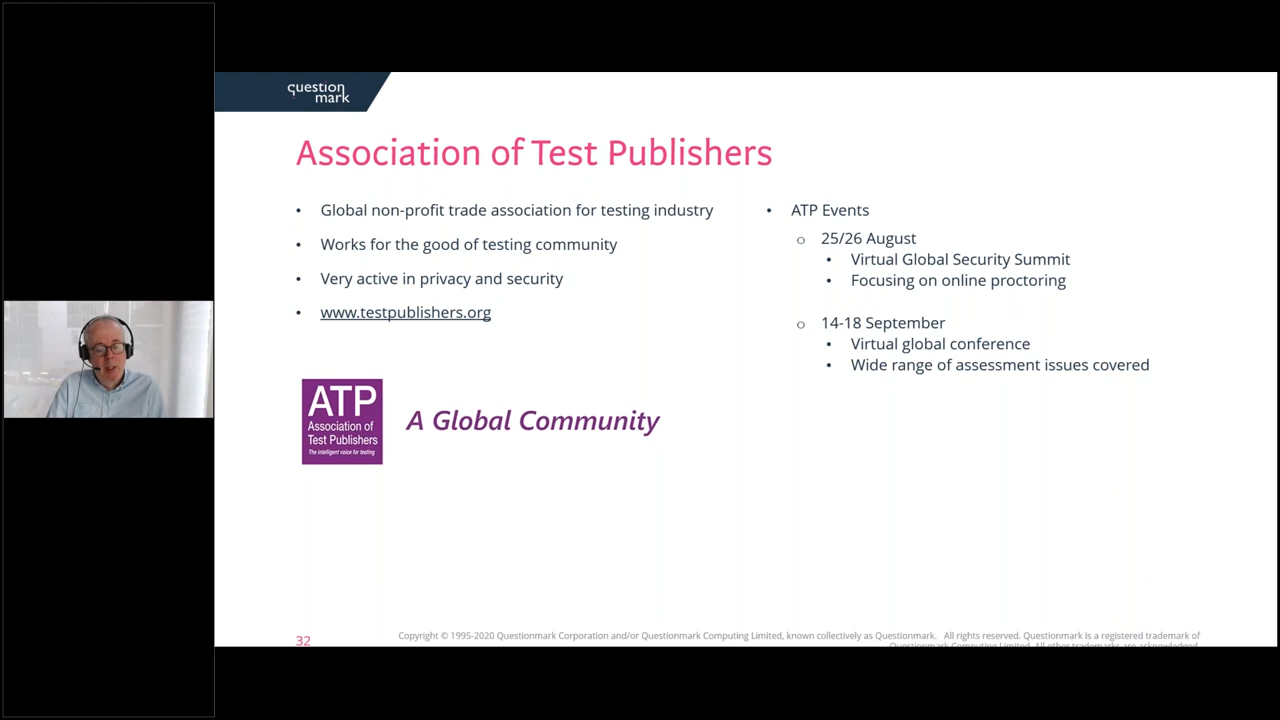 question
mark
Association of Test Publishers
• Global non-profit trade association for testing industry
• Works for the good of testing community
• Very active in privacy and security
• www.testpublishers.org
ATP
Association of
Test Publishers
The intelligent voice for testing
A Global Community
• ATP Events
o 25/26 August
• Virtual Global Security Summit
• Focusing on online proctoring
o 14-18 September
• Virtual global conference
• Wide range of assessment issues covered
32
Copyright © 1995-2020 Questionmark Corporation and/or Questionmark Computing Limited, known collectively as Questionmark. All rights reserved. Questionmark is a registered trademark of
Questionmark Computing Limited. All other trademarks are acknowledged.